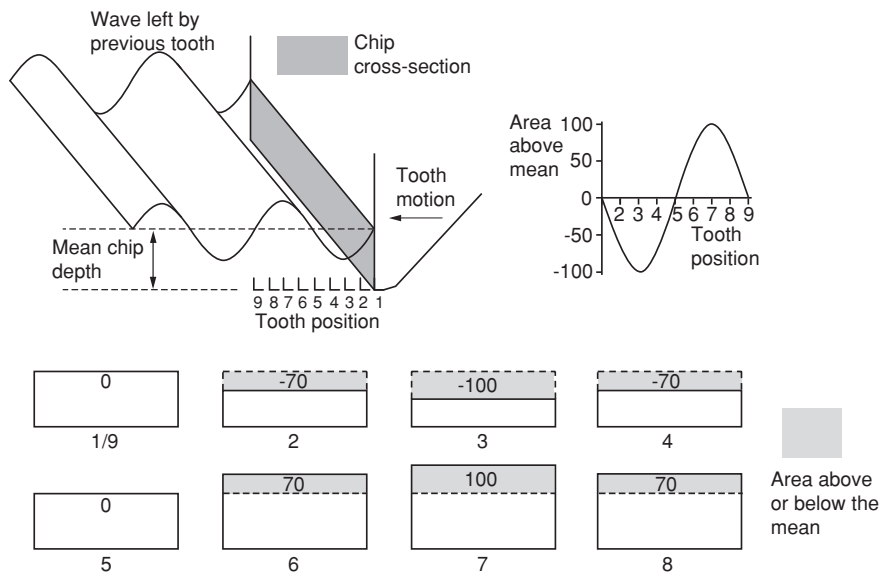 Wave left by
previous tooth
Chip
cross-section
Tooth
motion
Mean chip
depth
9 8 7 6 5 4 3 2 1
Tooth position
Area
above
mean
100
50
0
-50
-100
2 3 4 5 6 7 8 9
Tooth
position
0
-70
-100
-70
1/9
2
3
4
0
70
100
70
5
6
7
8
Area above
or below the
mean